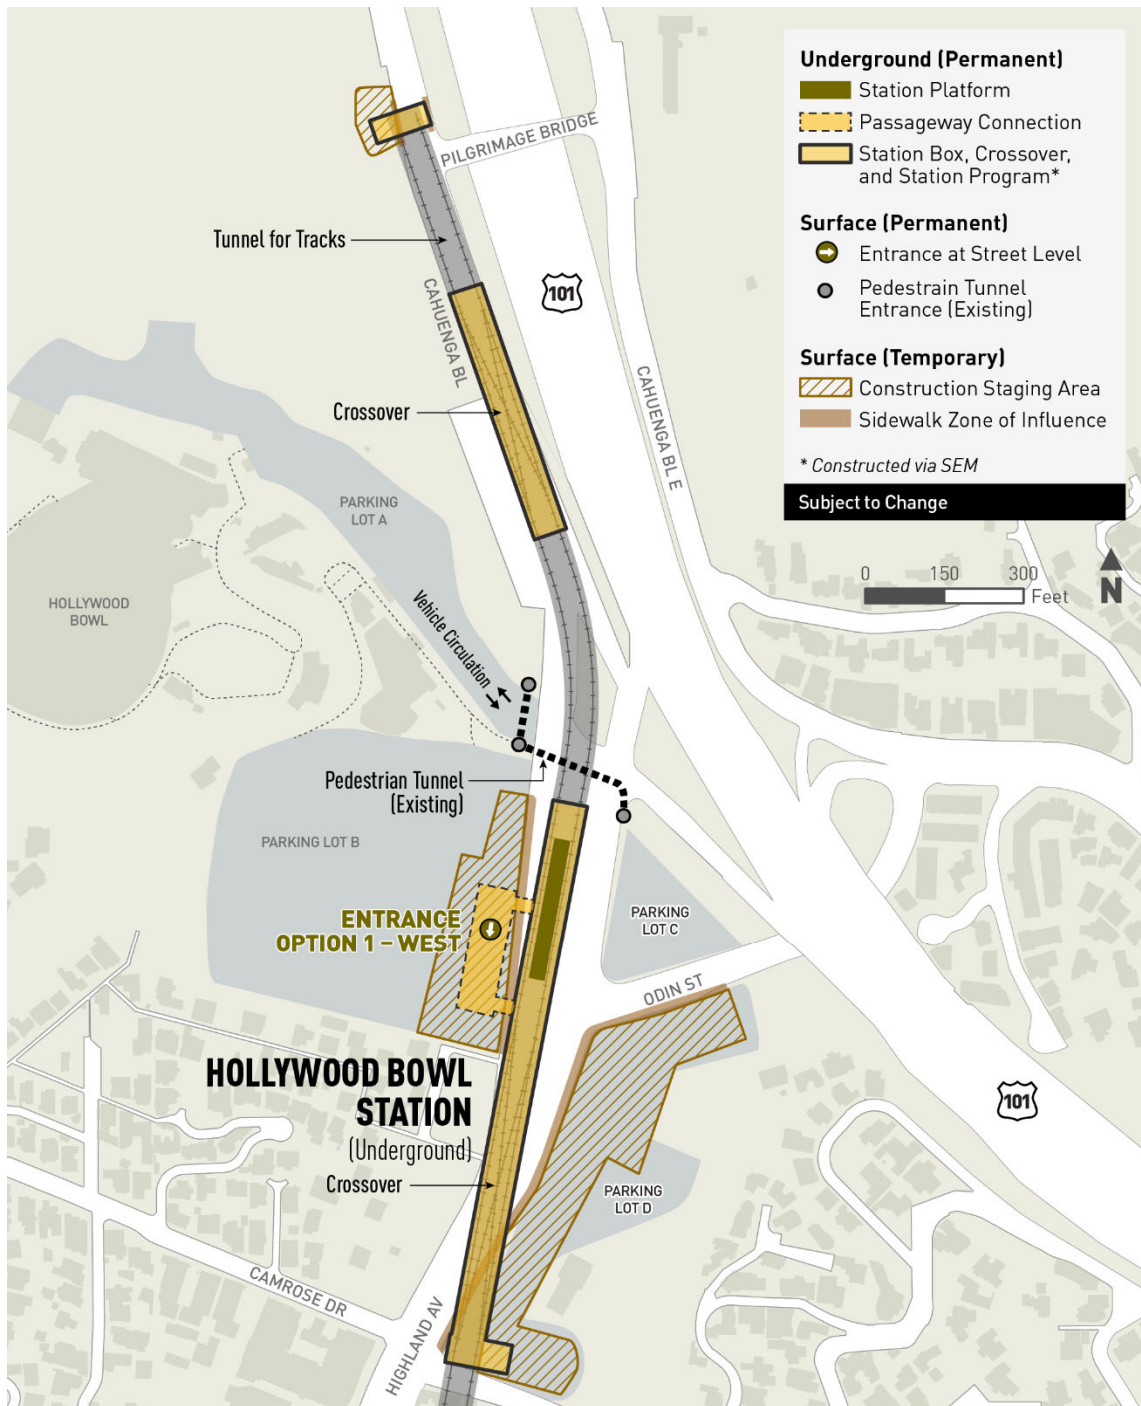 Underground (Permanent)
Station Platform
Passageway Connection
Station Box, Crossover,
and Station Program*
Surface (Permanent)
Entrance at Street Level
Pedestrain Tunnel
Entrance (Existing)
Surface (Temporary)
Construction Staging Area
Sidewalk Zone of Influence
* Constructed via SEM
Subject to Change
0 150 300
Feet
N
PILGRIMAGE BRIDGE
Tunnel for Tracks
101
CAHUENGA BL
CAHUENGA BL E
Crossover
PARKING
LOT A
HOLLYWOOD
BOWL
Vehicle Circulation
Pedestrian Tunnel
(Existing)
PARKING LOT B
ENTRANCE
OPTION 1 – WEST
PARKING
LOT C
ODIN ST
HOLLYWOOD BOWL
STATION
(Underground)
101
Crossover
PARKING
LOT D
CAMROSE DR
HIGHLAND AV